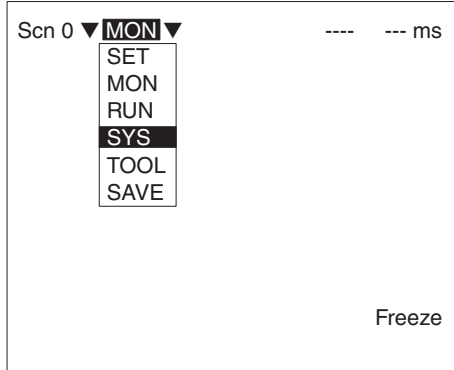 Scn 0 ▼ MON ▼ ---- --- ms
SET
MON
RUN
SYS
TOOL
SAVE
Freeze